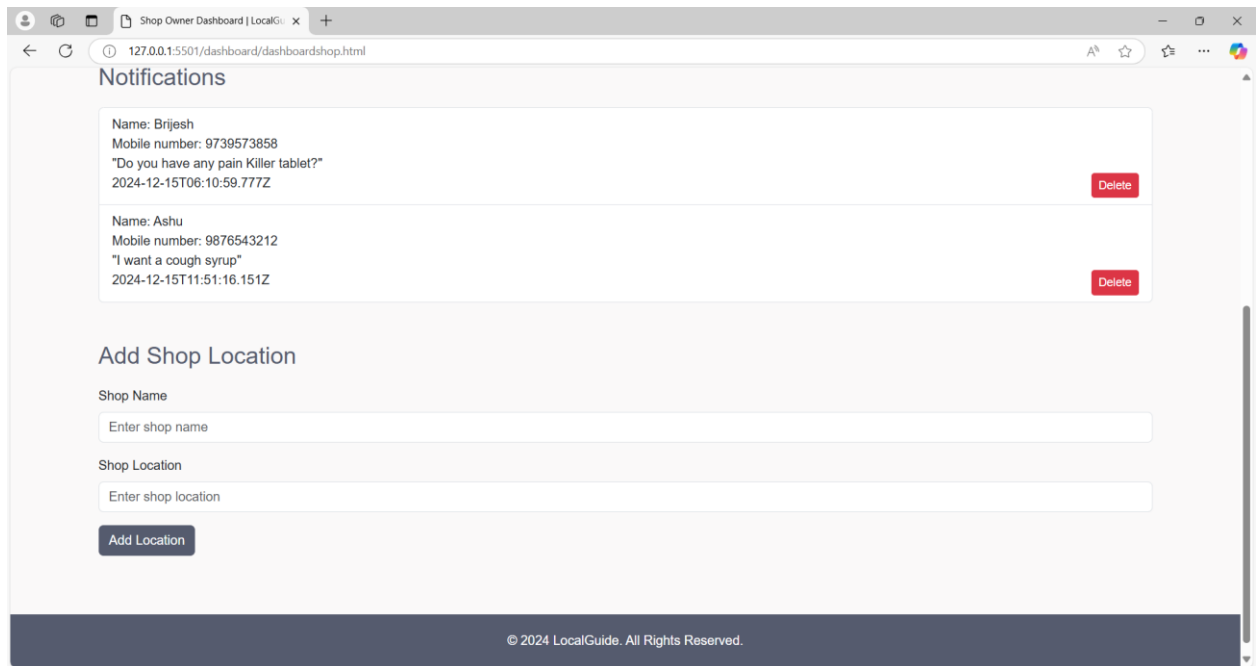 Shop Owner Dashboard | LocalGu
127.0.0.1:5501/dashboard/dashboardshop.html
Notifications
Name: Brijesh
Mobile number: 9739573858
"Do you have any pain Killer tablet?"
2024-12-15T06:10:59.777Z
Delete
Name: Ashu
Mobile number: 9876543212
"I want a cough syrup"
2024-12-15T11:51:16.151Z
Delete
Add Shop Location
Shop Name
Enter shop name
Shop Location
Enter shop location
Add Location
© 2024 LocalGuide. All Rights Reserved.